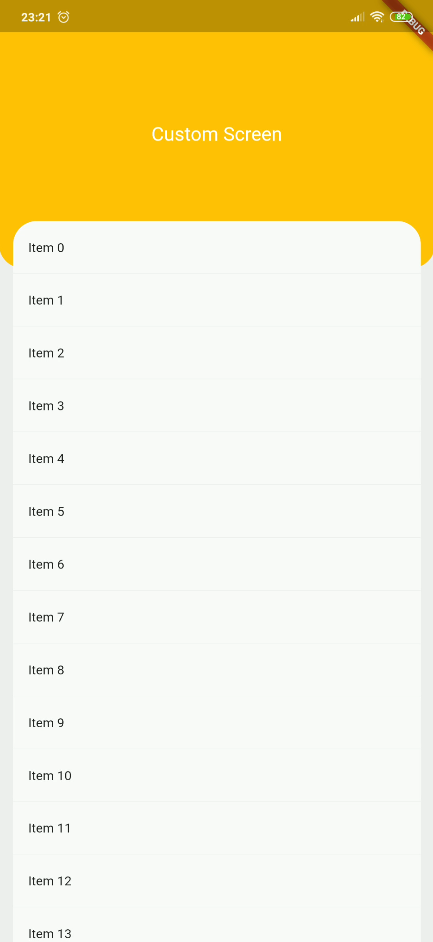 23:21
82
DEBUG
Custom Screen
Item 0
Item 1
Item 2
Item 3
Item 4
Item 5
Item 6
Item 7
Item 8
Item 9
Item 10
Item 11
Item 12
Item 13